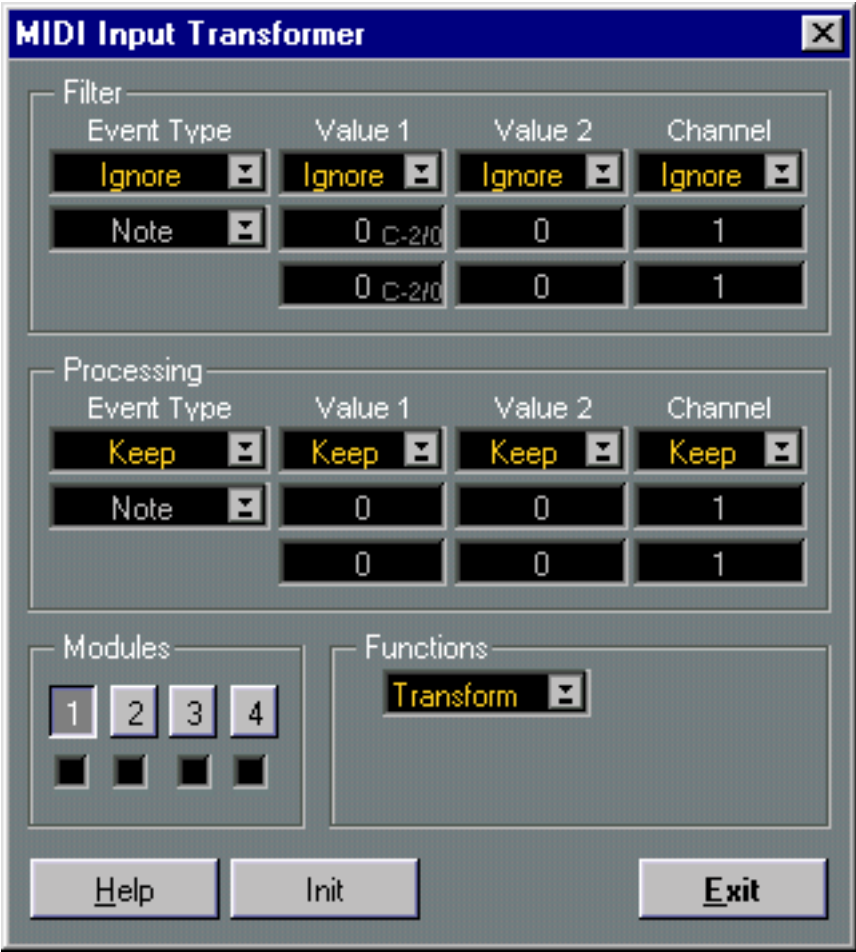 MIDI Input Transformer
Filter
Event Type Value 1 Value 2 Channel
Ignore Ignore Ignore Ignore
Note 0 C-2/0 0 1
0 C-2/0 0 1
Processing
Event Type Value 1 Value 2 Channel
Keep Keep Keep Keep
Note 0 0 1
0 0 1
Modules Functions
Transform
1 2 3 4
Help Init Exit